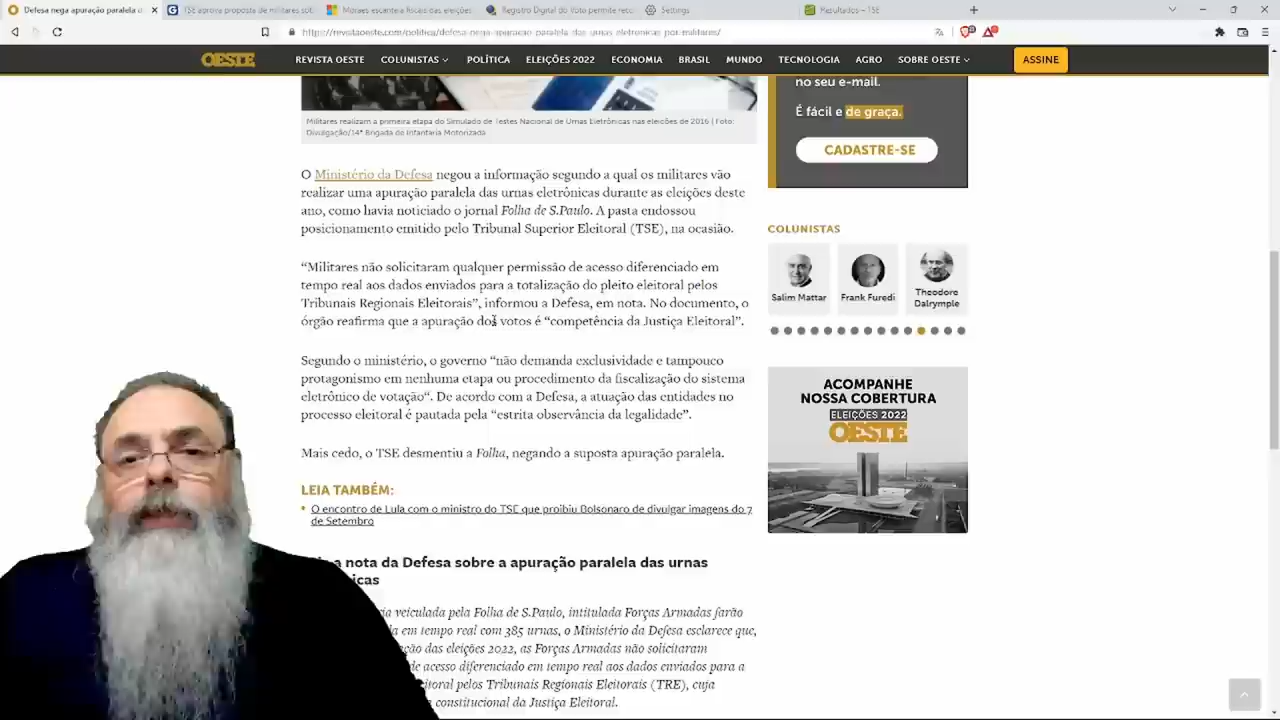 Defesa nega apuração paralela d
TSE aprova proposta de militares sob
Moraes escanteia fiscais das eleições
Registro Digital do Voto permite reco
Settings
Resultados – TSE
https://revistaoeste.com/politica/defesa-nega-apuracao-paralela-das-urnas-eletronicas-por-militares/
OESTE
REVISTA OESTE
COLUNISTAS
POLÍTICA
ELEIÇÕES 2022
ECONOMIA
BRASIL
MUNDO
TECNOLOGIA
AGRO
SOBRE OESTE
ASSINE
no seu e-mail.
É fácil e de graça.
CADASTRE-SE
Militares realizam a primeira etapa do Simulado de Testes Nacional de Urnas Eletrônicas nas eleições de 2016 | Foto:
Divulgação/14ª Brigada de Infantaria Motorizada
O Ministério da Defesa negou a informação segundo a qual os militares vão
realizar uma apuração paralela das urnas eletrônicas durante as eleições deste
ano, como havia noticiado o jornal Folha de S.Paulo. A pasta endossou
posicionamento emitido pelo Tribunal Superior Eleitoral (TSE), na ocasião.
“Militares não solicitaram qualquer permissão de acesso diferenciado em
tempo real aos dados enviados para a totalização do pleito eleitoral pelos
Tribunais Regionais Eleitorais”, informou a Defesa, em nota. No documento, o
órgão reafirma que a apuração dos votos é “competência da Justiça Eleitoral”.
Segundo o ministério, o governo “não demanda exclusividade e tampouco
protagonismo em nenhuma etapa ou procedimento da fiscalização do sistema
eletrônico de votação“. De acordo com a Defesa, a atuação das entidades no
processo eleitoral é pautada pela “estrita observância da legalidade”.
Mais cedo, o TSE desmentiu a Folha, negando a suposta apuração paralela.
LEIA TAMBÉM:
O encontro de Lula com o ministro do TSE que proibiu Bolsonaro de divulgar imagens do 7
de Setembro
a nota da Defesa sobre a apuração paralela das urnas
icas
ia veiculada pela Folha de S.Paulo, intitulada Forças Armadas farão
da em tempo real com 385 urnas, o Ministério da Defesa esclarece que,
ção das eleições 2022, as Forças Armadas não solicitaram
de acesso diferenciado em tempo real aos dados enviados para a
itoral pelos Tribunais Regionais Eleitorais (TRE), cuja
constitucional da Justiça Eleitoral.
COLUNISTAS
Salim Mattar
Frank Furedi
Theodore
Dalrymple
ACOMPANHE
NOSSA COBERTURA
ELEIÇÕES 2022
OESTE